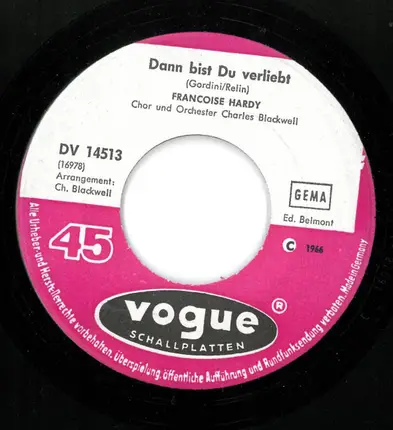 Dann bist Du verliebt
(Gordini/Relin)
FRANCOISE HARDY
Chor und Orchester Charles Blackwell
DV 14513
(16978)
Arrangement:
Ch. Blackwell
GEMA
Ed. Belmont
45
C 1966
vogue ®
SCHALLPLATTEN
Alle Urheber- und Herstellerrechte vorbehalten. Überspielung, öffentliche Aufführung und Rundfunksendung verboten. Made in Germany